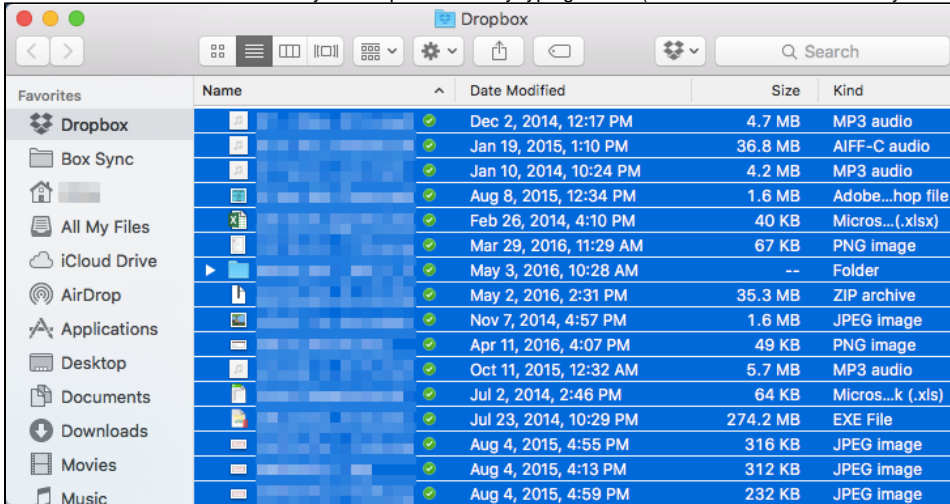 Dropbox
Search
Favorites
Dropbox
Box Sync
All My Files
iCloud Drive
AirDrop
Applications
Desktop
Documents
Downloads
Movies
Music
Name Date Modified Size Kind
Dec 2, 2014, 12:17 PM 4.7 MB MP3 audio
Jan 19, 2015, 1:10 PM 36.8 MB AIFF-C audio
Jan 10, 2014, 10:24 PM 4.2 MB MP3 audio
Aug 8, 2015, 12:34 PM 1.6 MB Adobe...hop file
Feb 26, 2014, 4:10 PM 40 KB Micros...(.xlsx)
Mar 29, 2016, 11:29 AM 67 KB PNG image
May 3, 2016, 10:28 AM -- Folder
May 2, 2016, 2:31 PM 35.3 MB ZIP archive
Nov 7, 2014, 4:57 PM 1.6 MB JPEG image
Apr 11, 2016, 4:07 PM 49 KB PNG image
Oct 11, 2015, 12:32 AM 5.7 MB MP3 audio
Jul 2, 2014, 2:46 PM 64 KB Micros...k (.xls)
Jul 23, 2014, 10:29 PM 274.2 MB EXE File
Aug 4, 2015, 4:55 PM 316 KB JPEG image
Aug 4, 2015, 4:13 PM 312 KB JPEG image
Aug 4, 2015, 4:59 PM 232 KB JPEG image